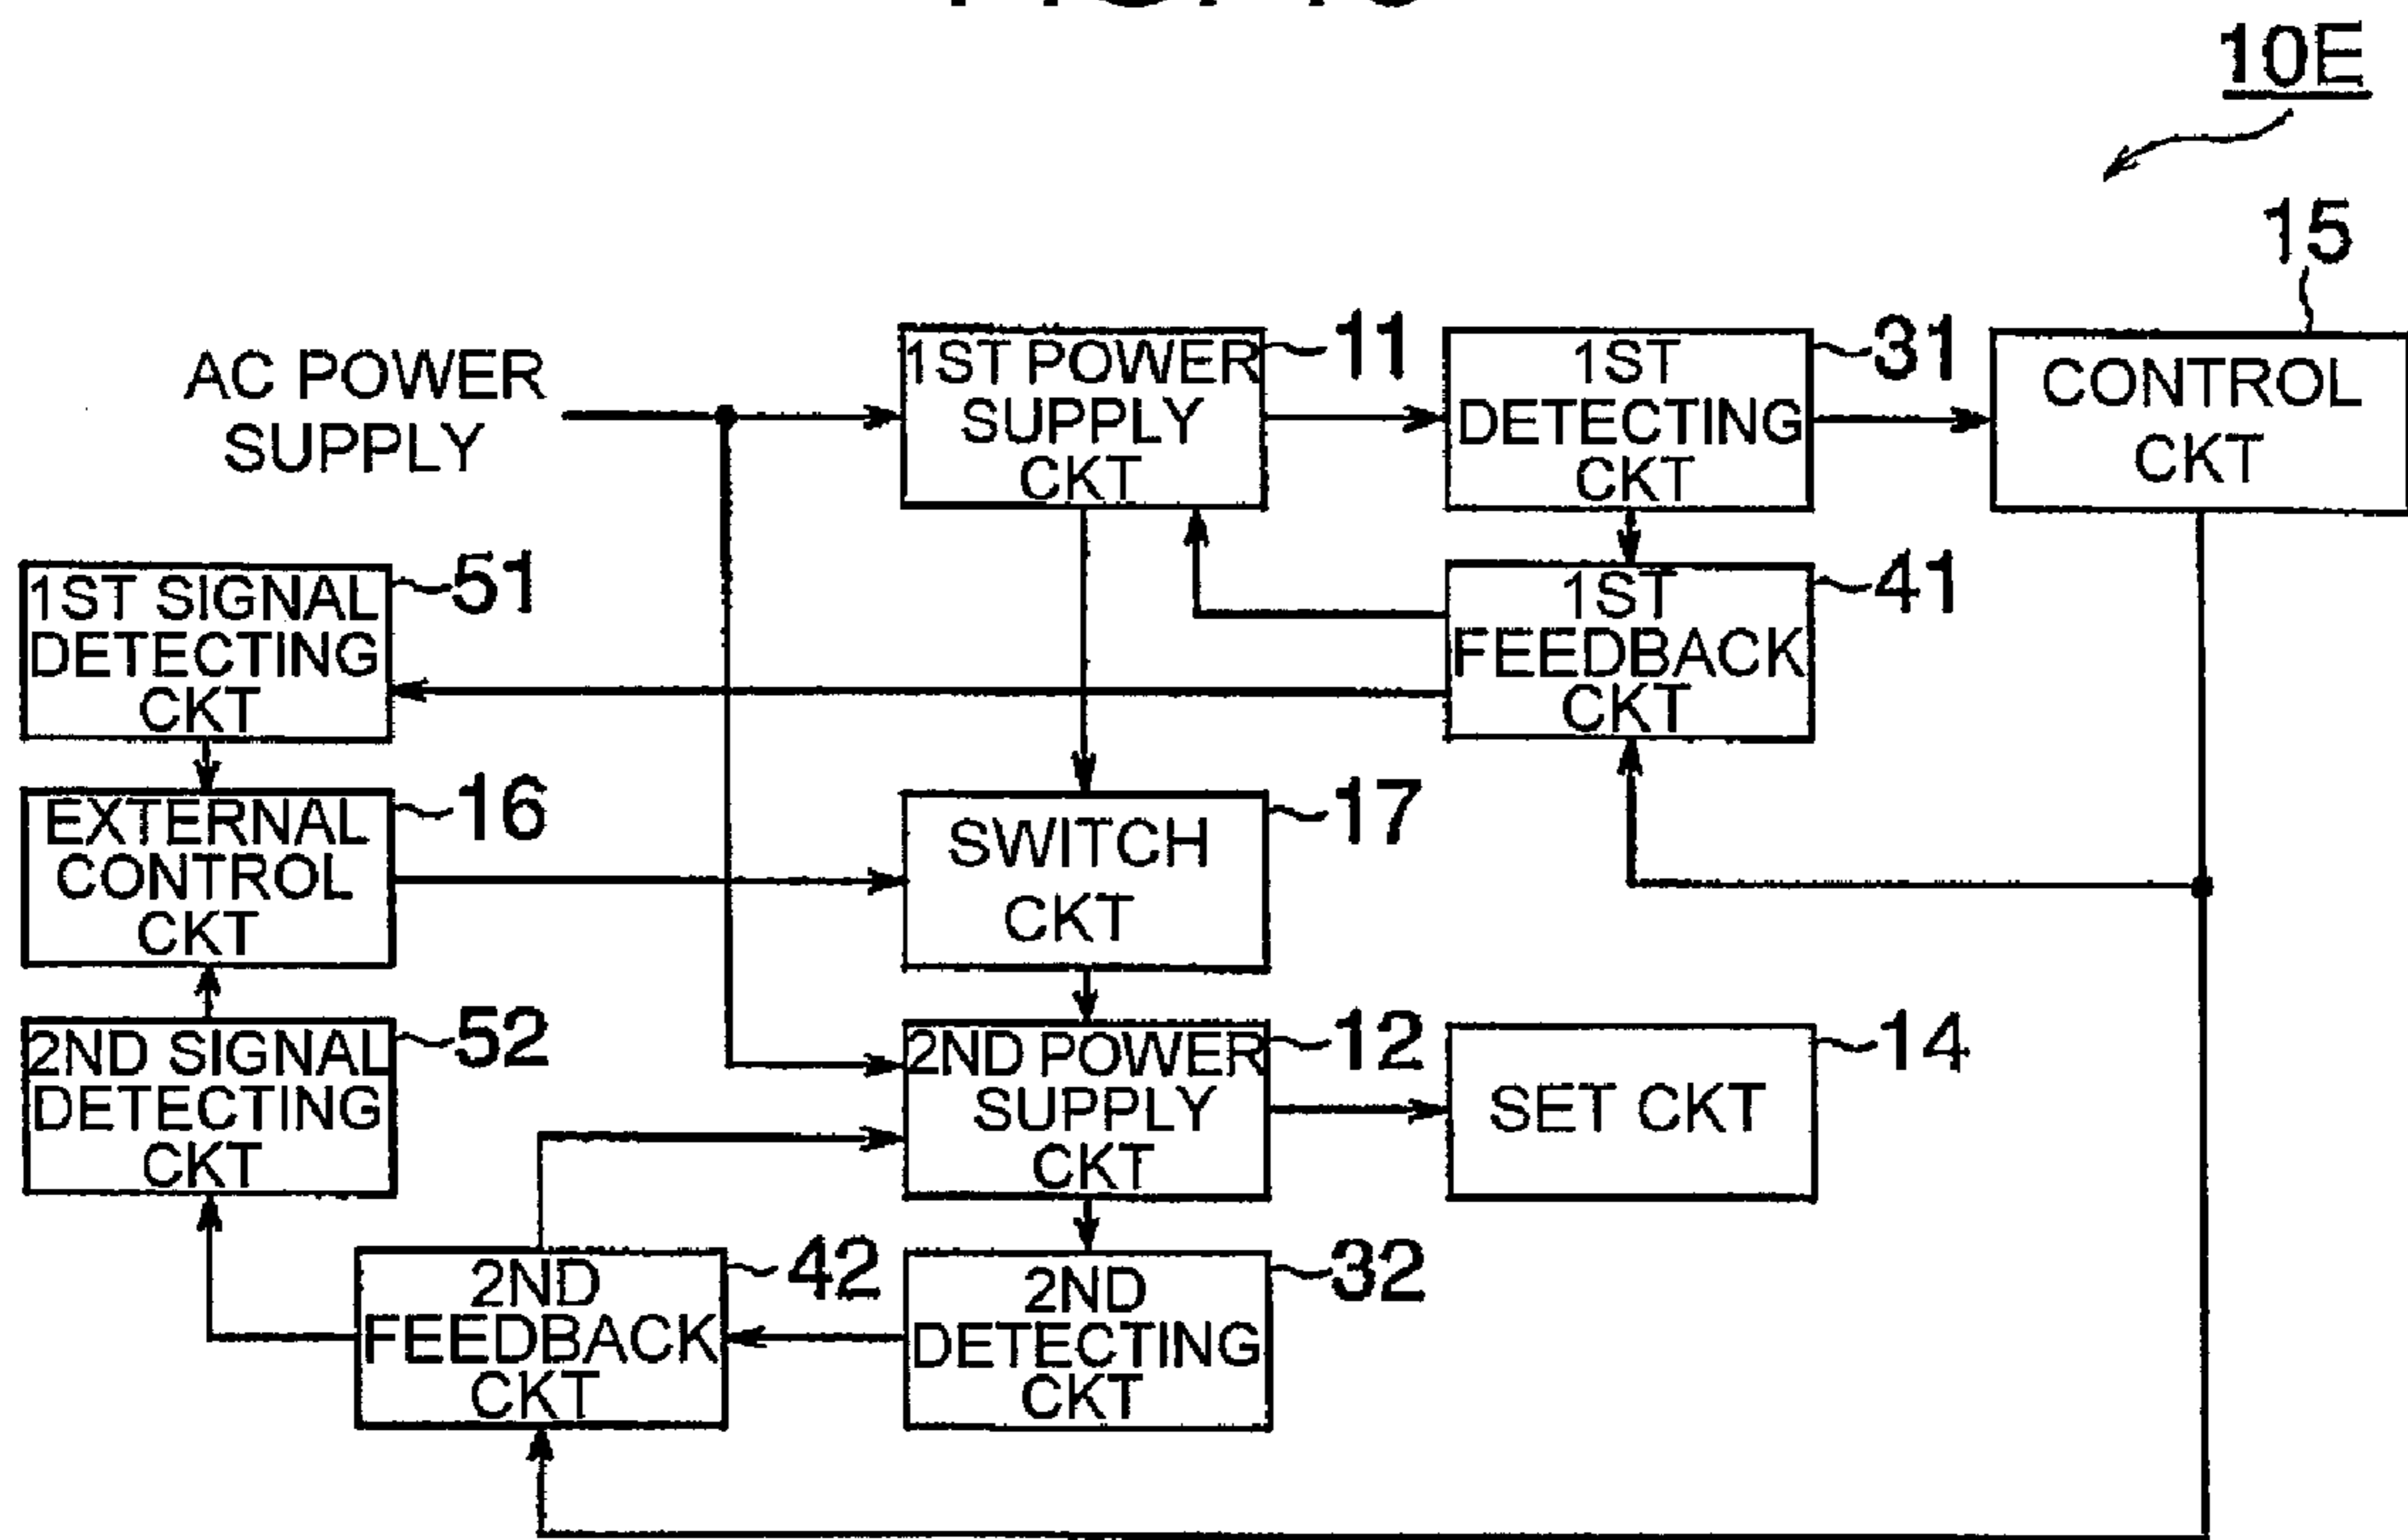 10E
15
AC POWER
SUPPLY
1ST POWER
SUPPLY
CKT
11
1ST
DETECTING
CKT
31
CONTROL
CKT
1ST SIGNAL
DETECTING
CKT
51
1ST
FEEDBACK
CKT
41
EXTERNAL
CONTROL
CKT
16
SWITCH
CKT
17
2ND SIGNAL
DETECTING
CKT
52
2ND POWER
SUPPLY
CKT
12
SET CKT
14
2ND
FEEDBACK
CKT
42
2ND
DETECTING
CKT
32